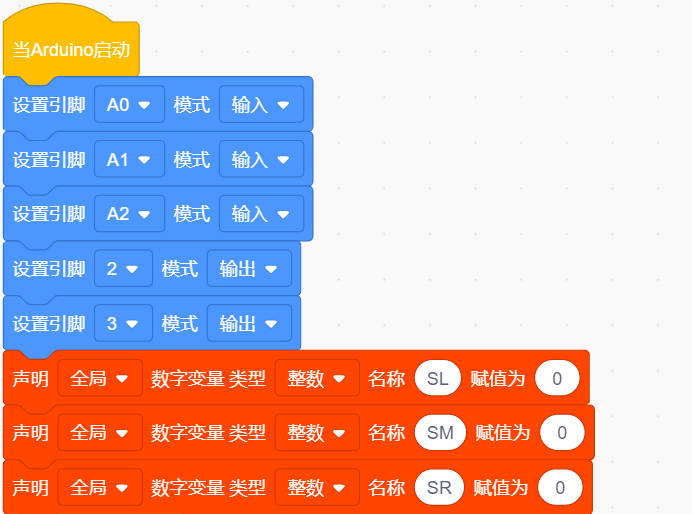 当Arduino启动
设置引脚 A0 模式 输入
设置引脚 A1 模式 输入
设置引脚 A2 模式 输入
设置引脚 2 模式 输出
设置引脚 3 模式 输出
声明 全局 数字变量 类型 整数 名称 SL 赋值为 0
声明 全局 数字变量 类型 整数 名称 SM 赋值为 0
声明 全局 数字变量 类型 整数 名称 SR 赋值为 0